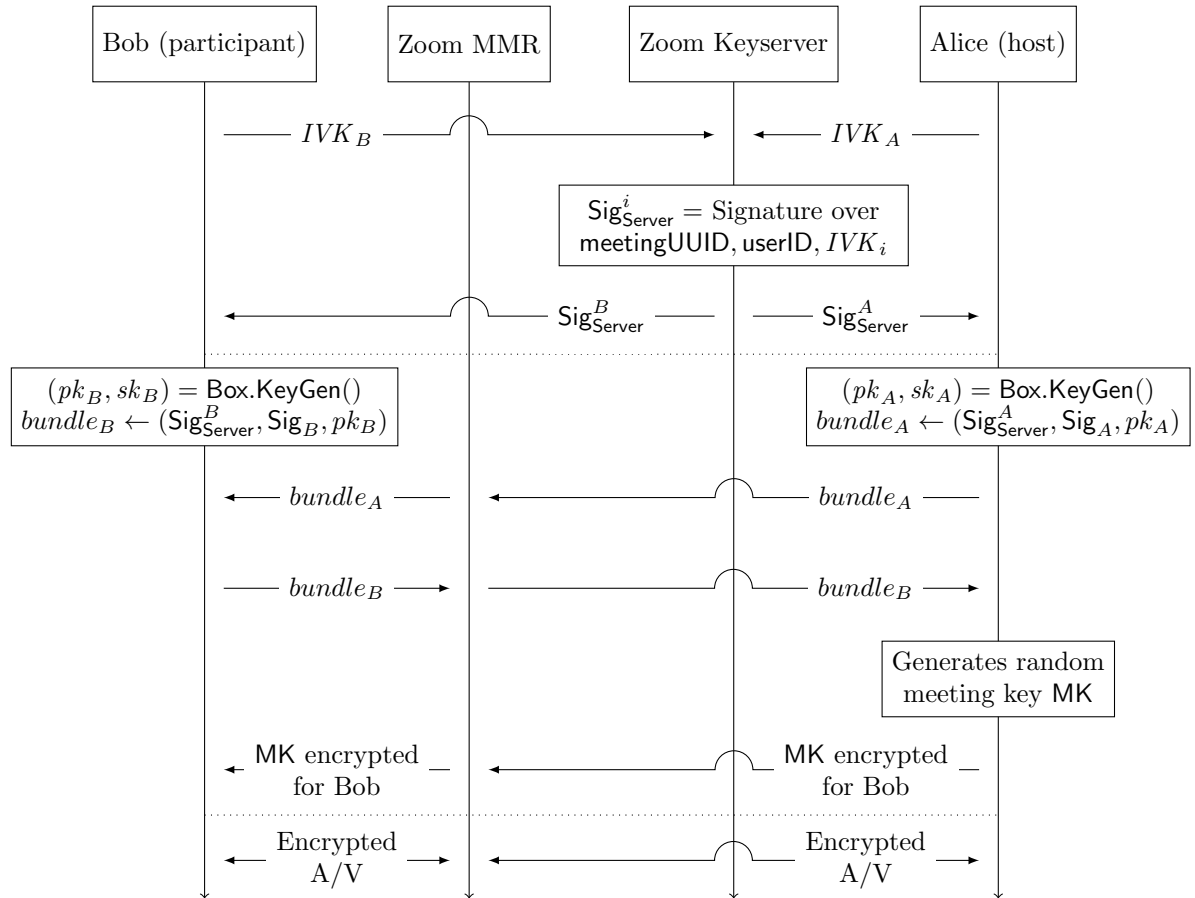 Bob (participant)
Zoom MMR
Zoom Keyserver
Alice (host)
IVK_B
IVK_A
Sig^i_Server = Signature over
meetingUUID, userID, IVK_i
Sig^B_Server
Sig^A_Server
(pk_B, sk_B) = Box.KeyGen()
bundle_B ← (Sig^B_Server, Sig_B, pk_B)
(pk_A, sk_A) = Box.KeyGen()
bundle_A ← (Sig^A_Server, Sig_A, pk_A)
bundle_A
bundle_A
bundle_B
bundle_B
Generates random
meeting key MK
MK encrypted
for Bob
MK encrypted
for Bob
Encrypted
A/V
Encrypted
A/V